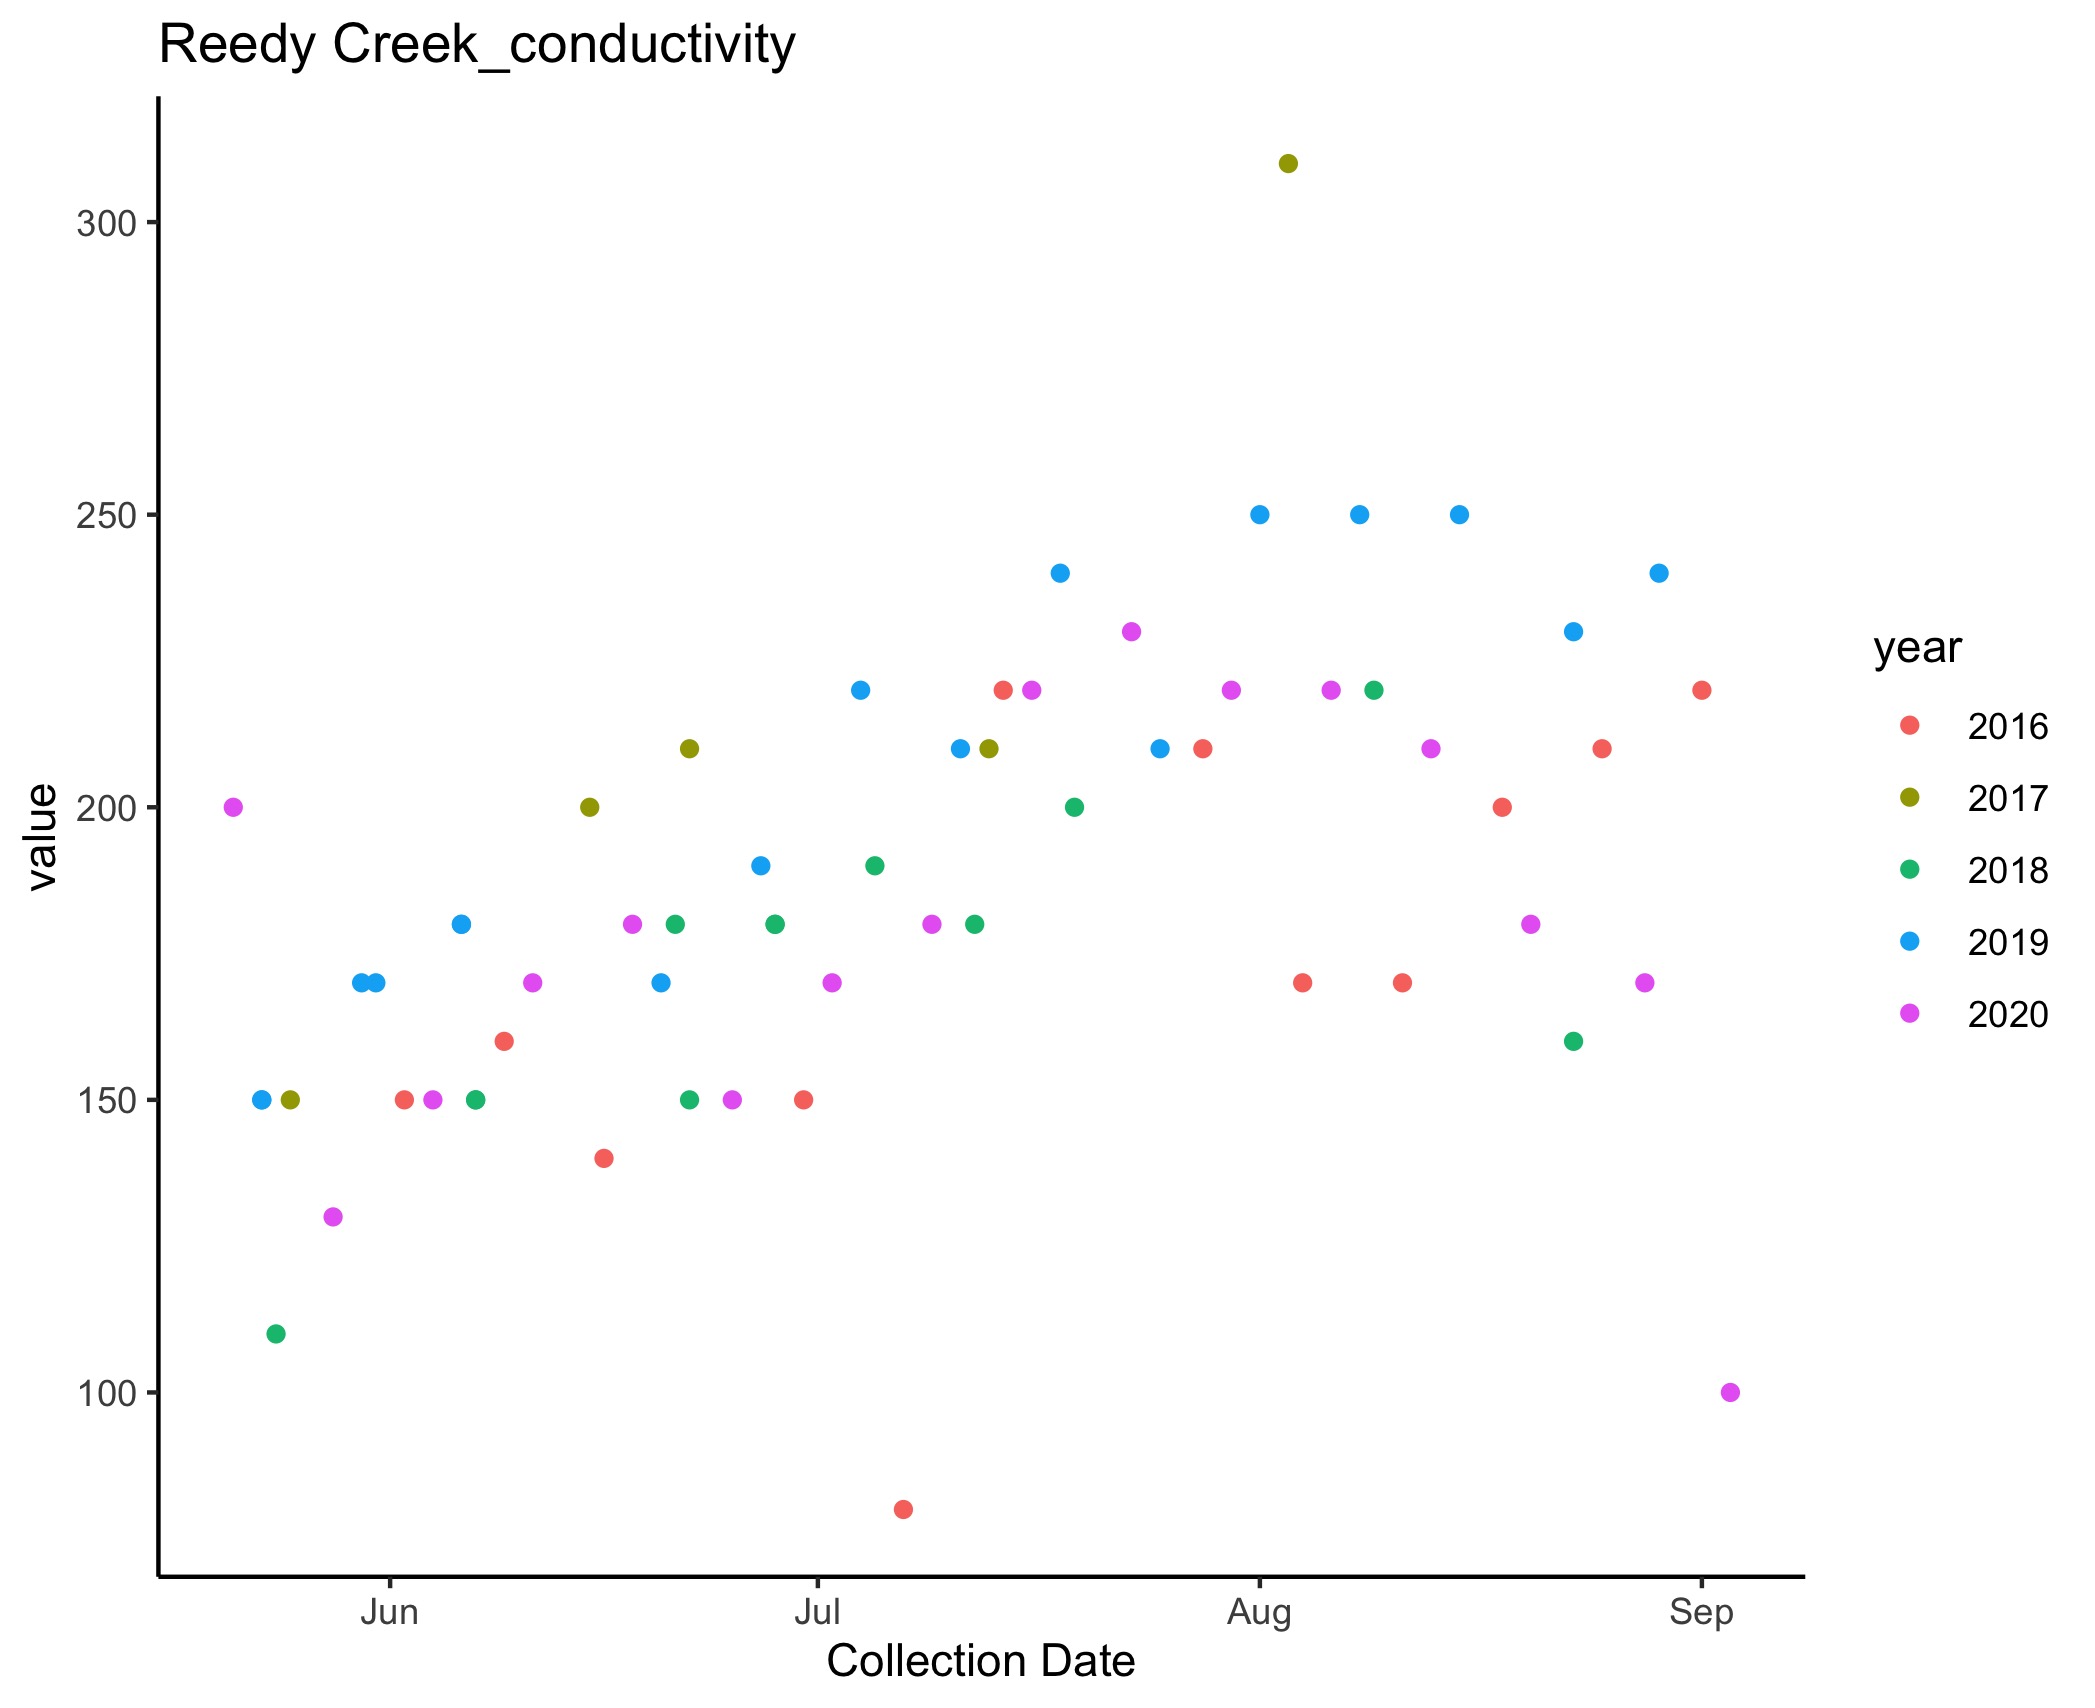 Reedy Creek_conductivity
300
250
200
150
100
value
Jun
Jul
Aug
Sep
Collection Date
year
2016
2017
2018
2019
2020